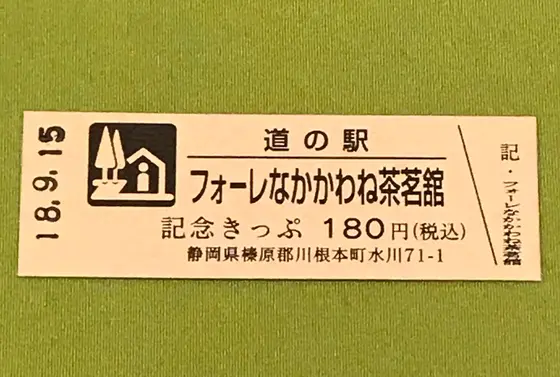 18.9.15
道の駅
フォーレなかかわね茶茗舘
記念きっぷ 180円(税込)
静岡県榛原郡川根本町水川71-1
記・フォーレなかかわね茶茗舘